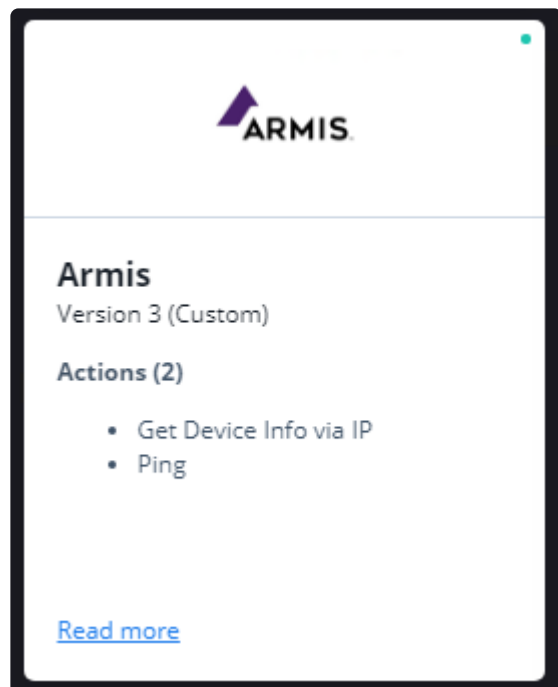 ARMIS.
Armis
Version 3 (Custom)
Actions (2)
• Get Device Info via IP
• Ping
Read more